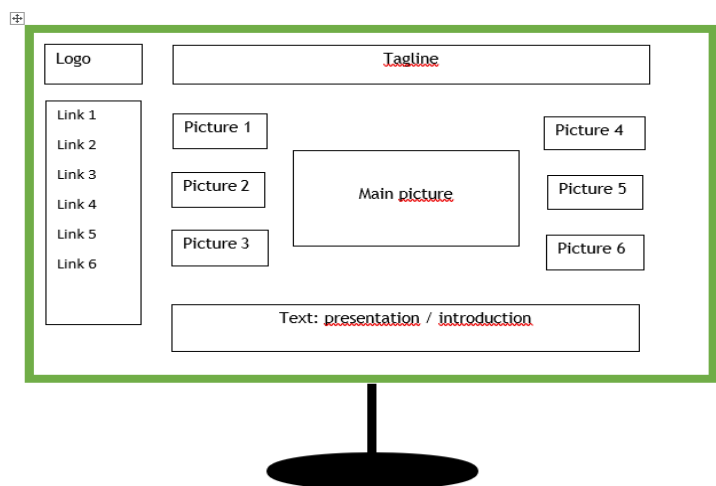 Logo
Tagline
Link 1
Link 2
Link 3
Link 4
Link 5
Link 6
Picture 1
Picture 2
Picture 3
Main picture
Picture 4
Picture 5
Picture 6
Text: presentation / introduction